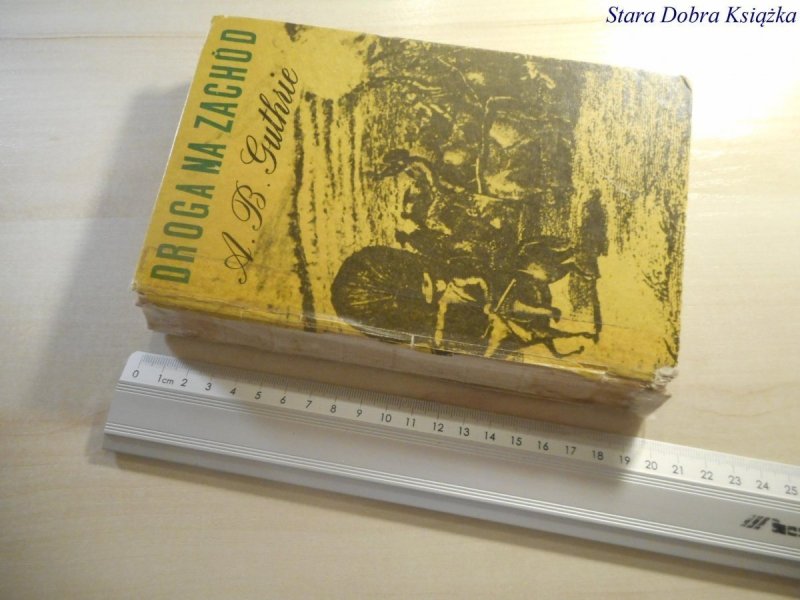 Stara Dobra Książka
DROGA NA ZACHÓD
A. B. Guthrie
0 1cm 2 3 4 5 6 7 8 9 10 11 12 13 14 15 16 17 18 19 20 21 22 23 24 25